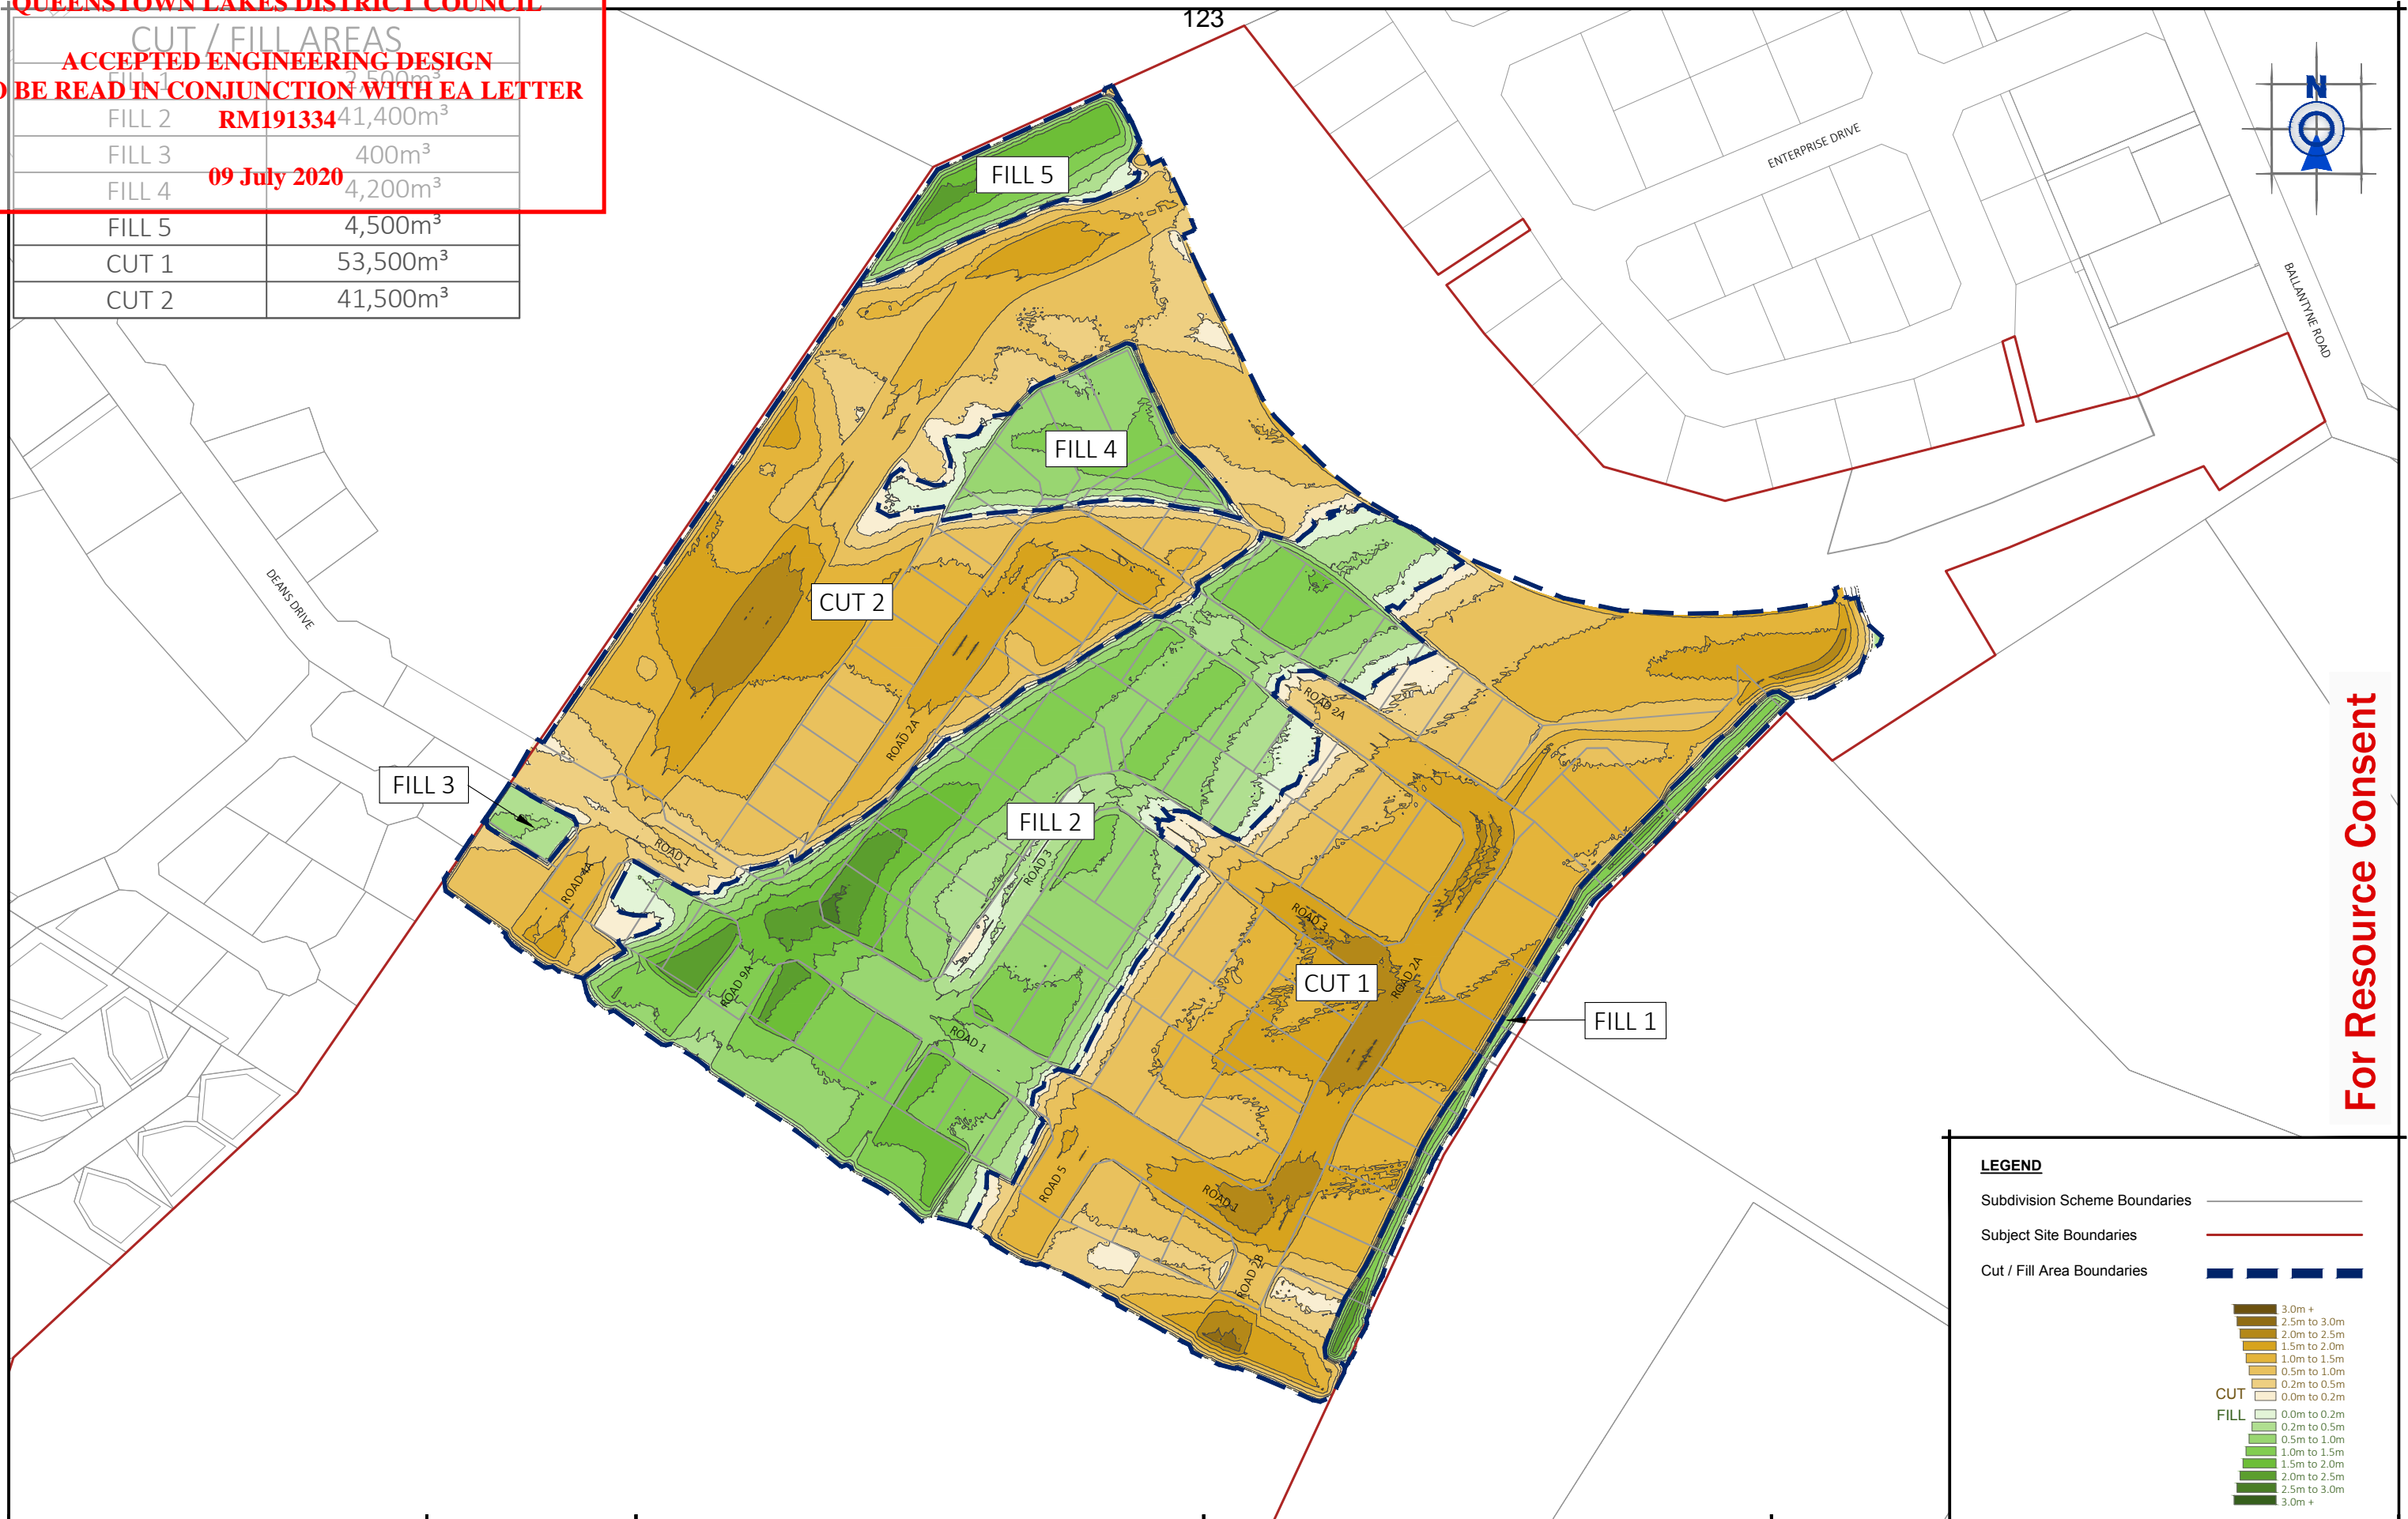 QUEENSTOWN LAKES DISTRICT COUNCIL
ACCEPTED ENGINEERING DESIGN
BE READ IN CONJUNCTION WITH EA LETTER
RM191334
09 July 2020
CUT / FILL AREAS
FILL 1 2,500m³
FILL 2 41,400m³
FILL 3 400m³
FILL 4 4,200m³
FILL 5 4,500m³
CUT 1 53,500m³
CUT 2 41,500m³
123
N
ENTERPRISE DRIVE
BALLANTYNE ROAD
DEANS DRIVE
FILL 5
FILL 4
CUT 2
FILL 3
FILL 2
CUT 1
FILL 1
ROAD 2A
ROAD 2A
ROAD 1
ROAD 4A
ROAD 3
ROAD 3
ROAD 2A
ROAD 9A
ROAD 1
ROAD 5
ROAD 1
ROAD 2B
For Resource Consent
LEGEND
Subdivision Scheme Boundaries
Subject Site Boundaries
Cut / Fill Area Boundaries
3.0m +
2.5m to 3.0m
2.0m to 2.5m
1.5m to 2.0m
1.0m to 1.5m
0.5m to 1.0m
0.2m to 0.5m
CUT 0.0m to 0.2m
FILL 0.0m to 0.2m
0.2m to 0.5m
0.5m to 1.0m
1.0m to 1.5m
1.5m to 2.0m
2.0m to 2.5m
2.5m to 3.0m
3.0m +